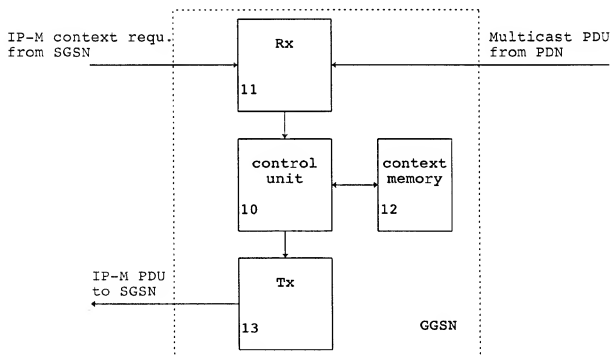 IP-M context requ.
from SGSN
Rx
11
Multicast PDU
from PDN
control
unit
10
context
memory
12
IP-M PDU
to SGSN
Tx
13
GGSN